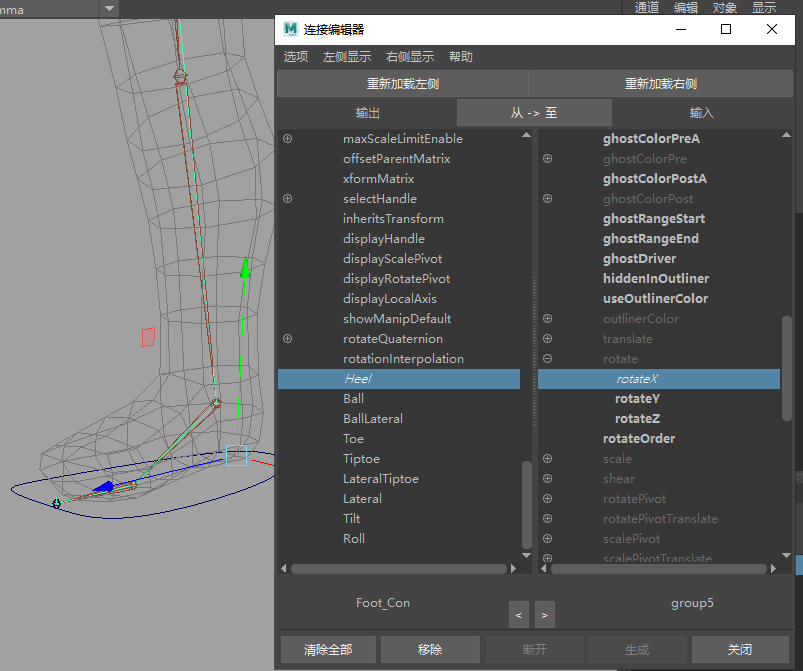 mma
通道 编辑 对象 显示
M 连接编辑器
选项 左侧显示 右侧显示 帮助
重新加载左侧 重新加载右侧
输出 从 -> 至 输入
maxScaleLimitEnable ghostColorPreA
offsetParentMatrix ghostColorPre
xformMatrix ghostColorPostA
selectHandle ghostColorPost
inheritsTransform ghostRangeStart
displayHandle ghostRangeEnd
displayScalePivot ghostDriver
displayRotatePivot hiddenInOutliner
displayLocalAxis useOutlinerColor
showManipDefault outlinerColor
rotateQuaternion translate
rotationInterpolation rotate
Heel rotateX
Ball rotateY
BallLateral rotateZ
Toe rotateOrder
Tiptoe scale
LateralTiptoe shear
Lateral rotatePivot
Tilt rotatePivotTranslate
Roll scalePivot
scalePivotTranslate
Foot_Con < > group5
清除全部 移除 断开 生成 关闭